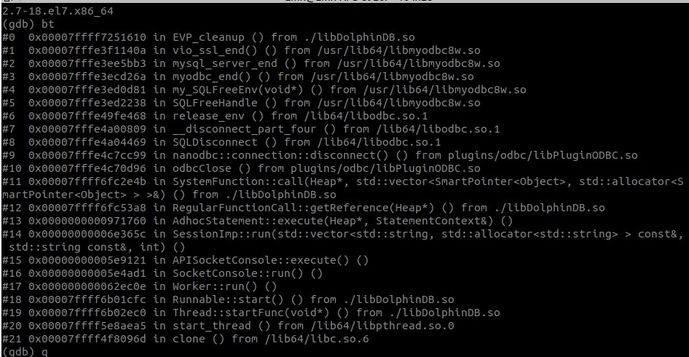 2.7-18.el7.x86_64
(gdb) bt
#0  0x00007ffff7251610 in EVP_cleanup () from ./libDolphinDB.so
#1  0x00007fffe3f1140a in vio_ssl_end() () from /usr/lib64/libmyodbc8w.so
#2  0x00007fffe3ee5bb3 in mysql_server_end () from /usr/lib64/libmyodbc8w.so
#3  0x00007fffe3ecd26a in myodbc_end() () from /usr/lib64/libmyodbc8w.so
#4  0x00007fffe3ed0d81 in my_SQLFreeEnv(void*) () from /usr/lib64/libmyodbc8w.so
#5  0x00007fffe3ed2238 in SQLFreeHandle () from /usr/lib64/libmyodbc8w.so
#6  0x00007fffe49fe468 in release_env () from /lib64/libodbc.so.1
#7  0x00007fffe4a00809 in __disconnect_part_four () from /lib64/libodbc.so.1
#8  0x00007fffe4a04469 in SQLDisconnect () from /lib64/libodbc.so.1
#9  0x00007fffe4c7cc99 in nanodbc::connection::disconnect() () from plugins/odbc/libPluginODBC.so
#10 0x00007fffe4c70d96 in odbcClose () from plugins/odbc/libPluginODBC.so
#11 0x00007ffff6fc2e4b in SystemFunction::call(Heap*, std::vector<SmartPointer<Object>, std::allocator<S
martPointer<Object> > >&) () from ./libDolphinDB.so
#12 0x00007ffff6fc53a8 in RegularFunctionCall::getReference(Heap*) () from ./libDolphinDB.so
#13 0x0000000000971760 in AdhocStatement::execute(Heap*, StatementContext&) ()
#14 0x00000000006e365c in SessionImp::run(std::vector<std::string, std::allocator<std::string> > const&,
 std::string const&, int) ()
#15 0x00000000005e9121 in APISocketConsole::execute() ()
#16 0x00000000005e4ad1 in SocketConsole::run() ()
#17 0x000000000062ec0e in Worker::run() ()
#18 0x00007ffff6b01cfc in Runnable::start() () from ./libDolphinDB.so
#19 0x00007ffff6b02ec0 in Thread::startFunc(void*) () from ./libDolphinDB.so
#20 0x00007ffff5e8aea5 in start_thread () from /lib64/libpthread.so.0
#21 0x00007ffff4f8096d in clone () from /lib64/libc.so.6
(gdb) q